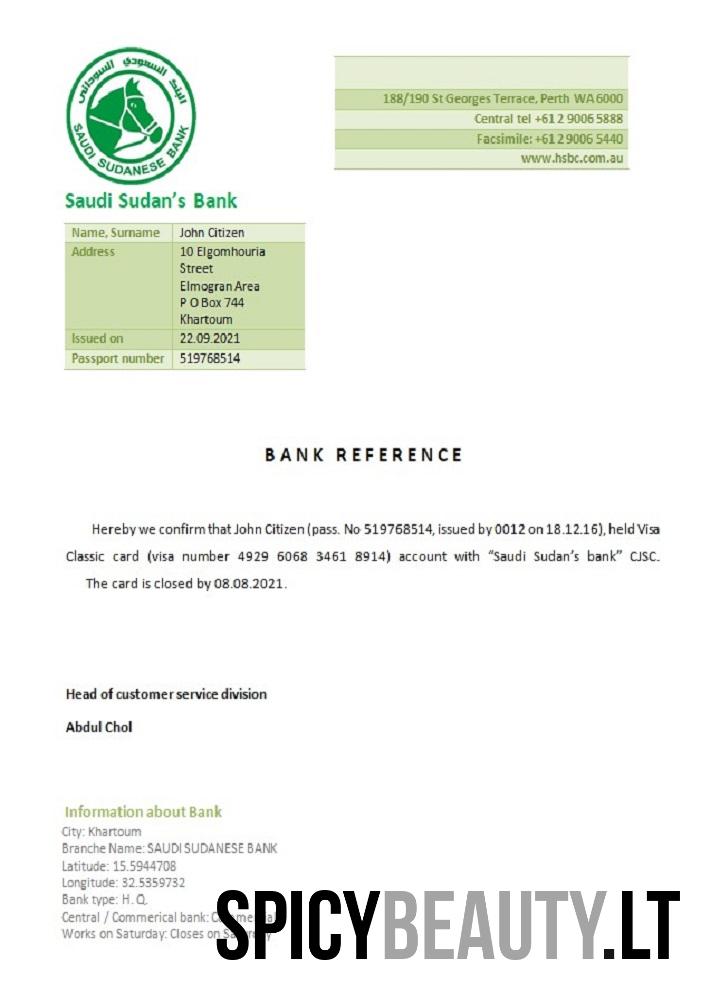 البنك السعودي السوداني
SAUDI SUDANESE BANK
Saudi Sudan's Bank
188/190 St Georges Terrace, Perth WA 6000
Central tel +61 2 9006 5888
Facsimile: +61 2 9006 5440
www.hsbc.com.au
Name, Surname John Citizen
Address 10 Elgomhouria
Street
Elmogran Area
P O Box 744
Khartoum
Issued on 22.09.2021
Passport number 519768514
BANK REFERENCE
Hereby we confirm that John Citizen (pass. No 519768514, issued by 0012 on 18.12.16), held Visa
Classic card (visa number 4929 6068 3461 8914) account with “Saudi Sudan's bank” CJSC.
The card is closed by 08.08.2021.
Head of customer service division
Abdul Chol
Information about Bank
City: Khartoum
Branche Name: SAUDI SUDANESE BANK
Latitude: 15.5944708
Longitude: 32.5359732
Bank type: H. Q.
Central / Commerical bank: Commercial
Works on Saturday: Closes on Saturday
SPICYBEAUTY.LT